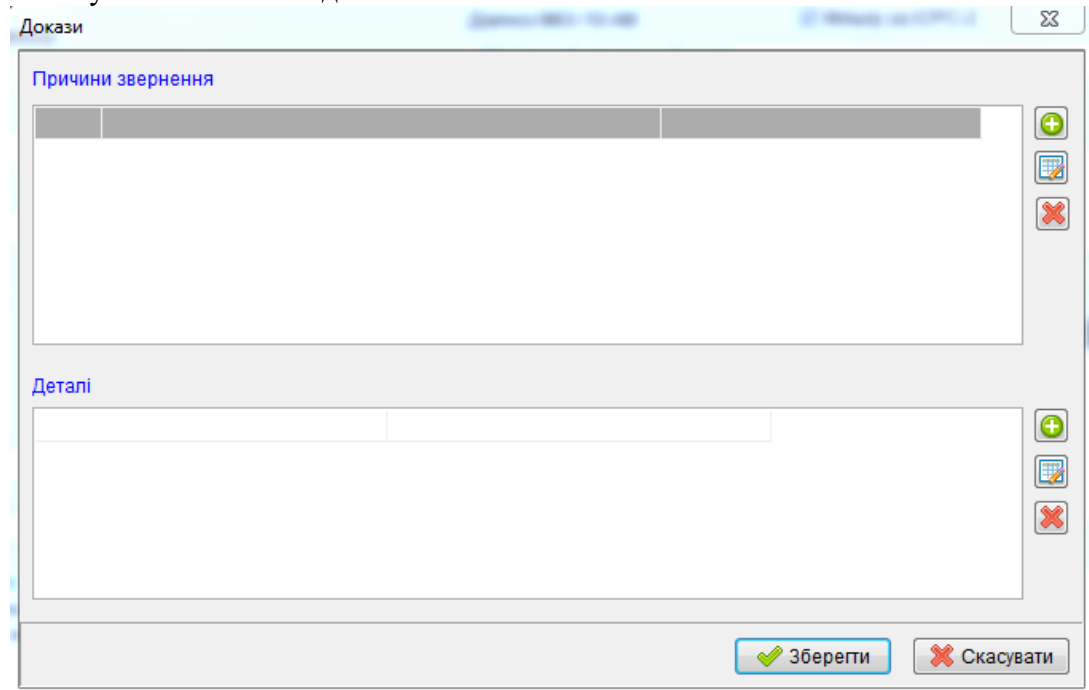 Докази
Причини звернення
Деталі
Зберегти
Скасувати